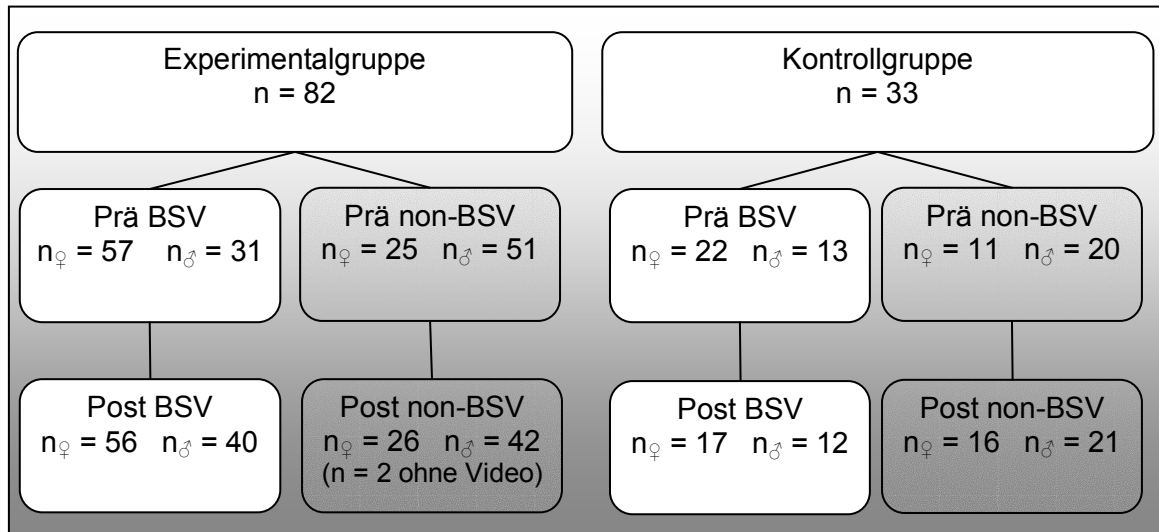 Experimentalgruppe
n = 82
Kontrollgruppe
n = 33
Prä BSV
n♀ = 57 n♂ = 31
Prä non-BSV
n♀ = 25 n♂ = 51
Prä BSV
n♀ = 22 n♂ = 13
Prä non-BSV
n♀ = 11 n♂ = 20
Post BSV
n♀ = 56 n♂ = 40
Post non-BSV
n♀ = 26 n♂ = 42
(n = 2 ohne Video)
Post BSV
n♀ = 17 n♂ = 12
Post non-BSV
n♀ = 16 n♂ = 21